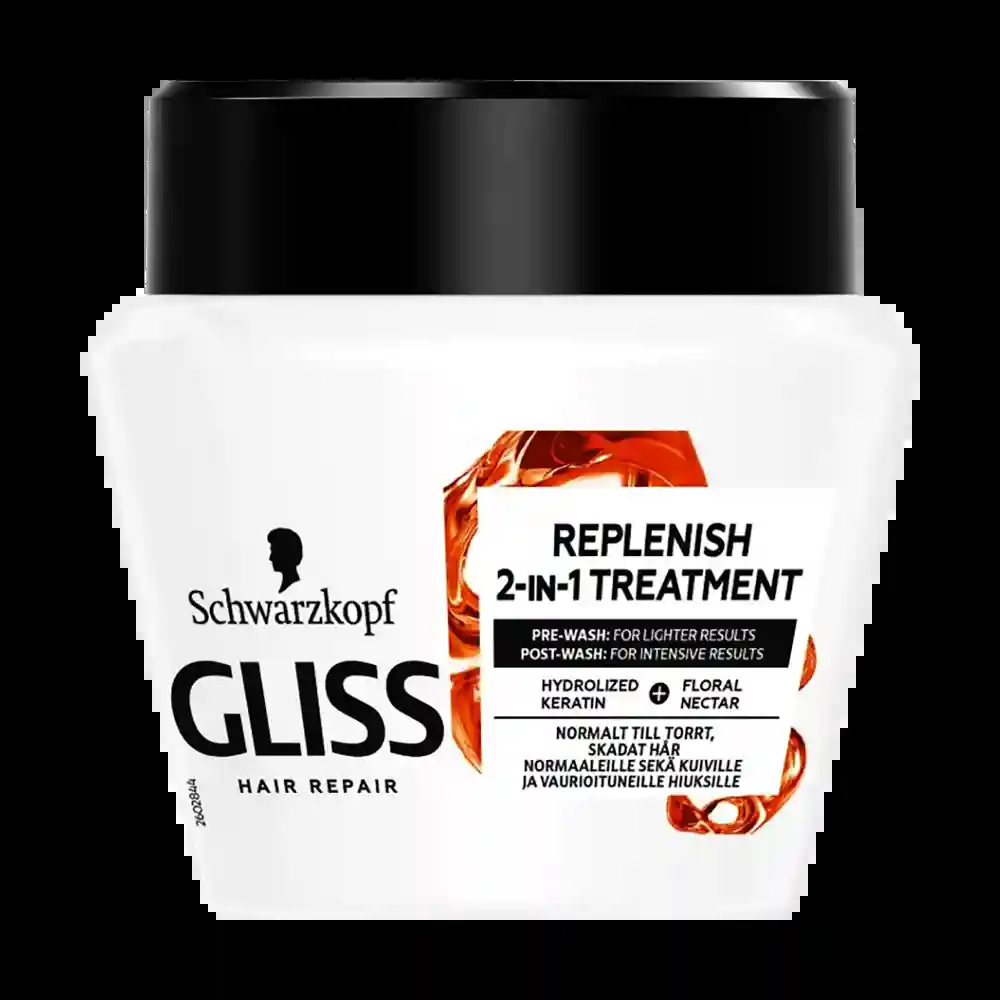 Schwarzkopf
GLISS
HAIR REPAIR
2602844
REPLENISH
2-IN-1 TREATMENT
PRE-WASH: FOR LIGHTER RESULTS
POST-WASH: FOR INTENSIVE RESULTS
HYDROLIZED KERATIN + FLORAL NECTAR
NORMALT TILL TORRT,
SKADAT HÅR
NORMAALEILLE SEKÄ KUIVILLE
JA VAURIOITUNEILLE HIUKSILLE